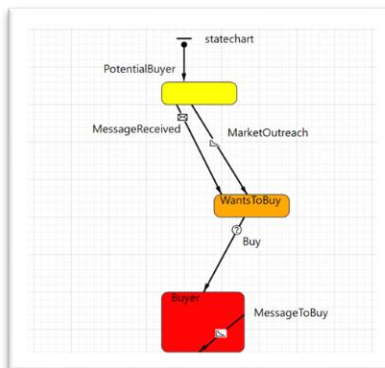 statechart
PotentialBuyer
MessageReceived
MarketOutreach
WantsToBuy
Buy
Buyer
MessageToBuy